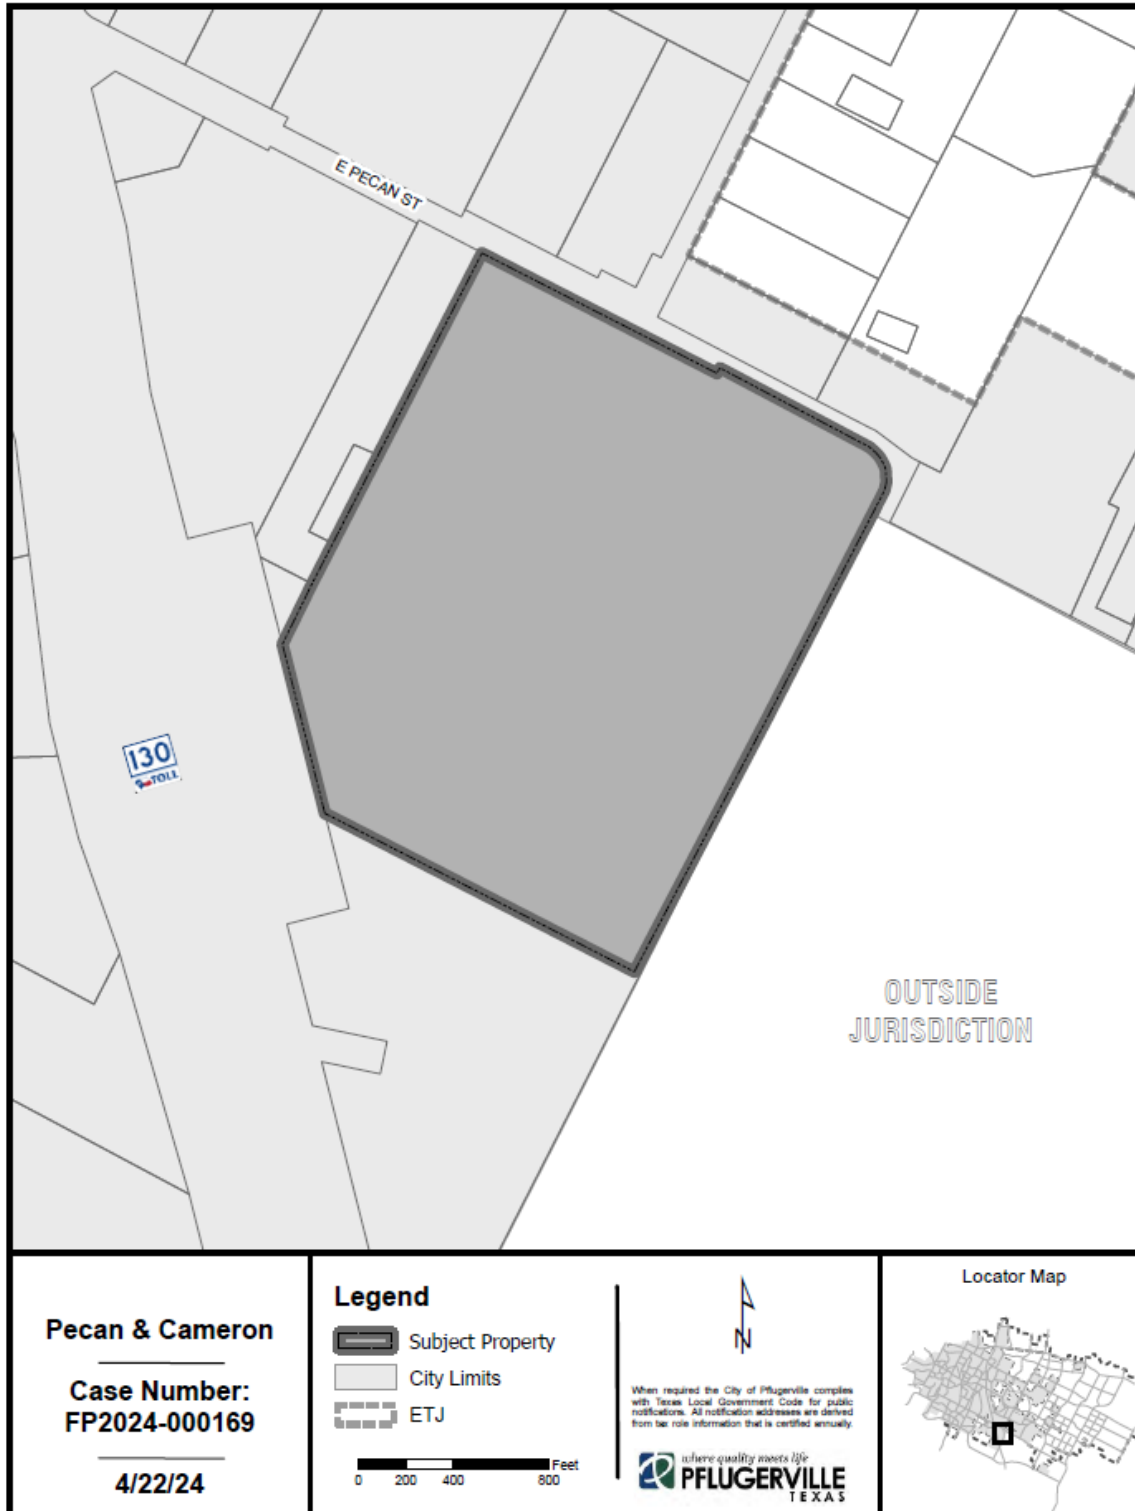 E PECAN ST
130
TOLL
OUTSIDE
JURISDICTION
Pecan & Cameron
Case Number:
FP2024-000169
4/22/24
Legend
Subject Property
City Limits
ETJ
0 200 400 800 Feet
N
When required the City of Pflugerville complies
with Texas Local Government Code for public
notifications. All notification addresses are derived
from tax role information that is certified annually.
where quality meets life
PFLUGERVILLE
TEXAS
Locator Map